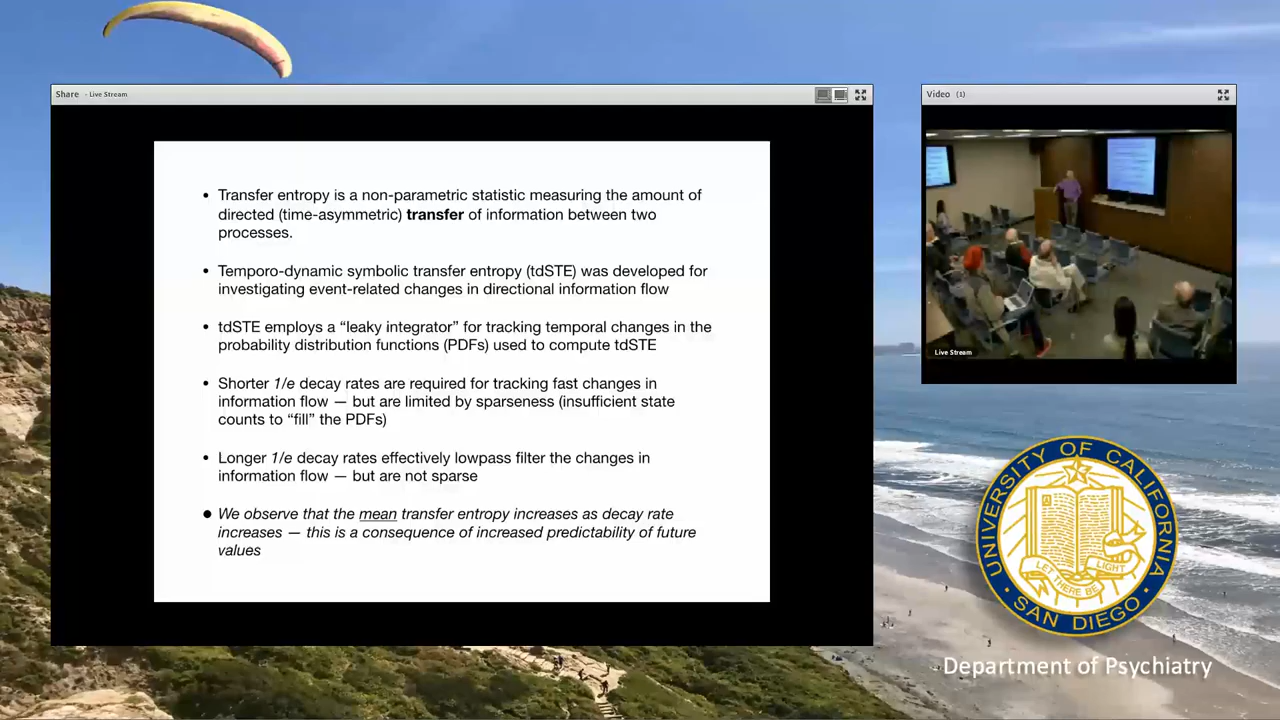 Share - Live Stream
Video (1)
• Transfer entropy is a non-parametric statistic measuring the amount of
directed (time-asymmetric) transfer of information between two
processes.
• Temporo-dynamic symbolic transfer entropy (tdSTE) was developed for
investigating event-related changes in directional information flow
• tdSTE employs a “leaky integrator” for tracking temporal changes in the
probability distribution functions (PDFs) used to compute tdSTE
• Shorter 1/e decay rates are required for tracking fast changes in
information flow — but are limited by sparseness (insufficient state
counts to “fill” the PDFs)
• Longer 1/e decay rates effectively lowpass filter the changes in
information flow — but are not sparse
• We observe that the mean transfer entropy increases as decay rate
increases — this is a consequence of increased predictability of future
values
Live Stream
UNIVERSITY OF CALIFORNIA
LET THERE BE LIGHT
• SAN DIEGO •
Department of Psychiatry